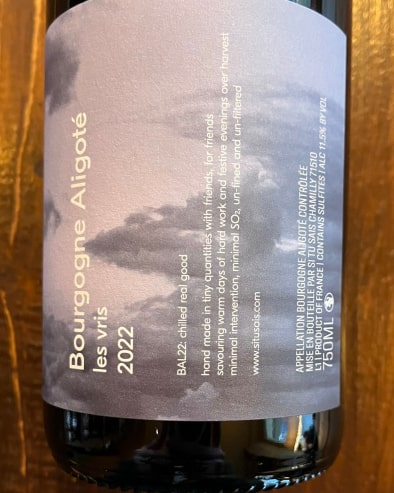 Bourgogne Aligoté
les vris
2022
BAL22: chilled real good
hand made in tiny quantities with friends, for friends
savouring warm days of hard work and festive evenings over harvest
minimal intervention, minimal SO₂, un-fined and un-filtered
www.situsais.com
APPELLATION BOURGOGNE ALIGOTÉ CONTRÔLÉE
MISE EN BOUTEILLE PAR SI TU SAIS CHAMILLY 71510
L1 | PRODUCT OF FRANCE | CONTAINS SULFITES | ALC 11.5% BY VOL
750ML